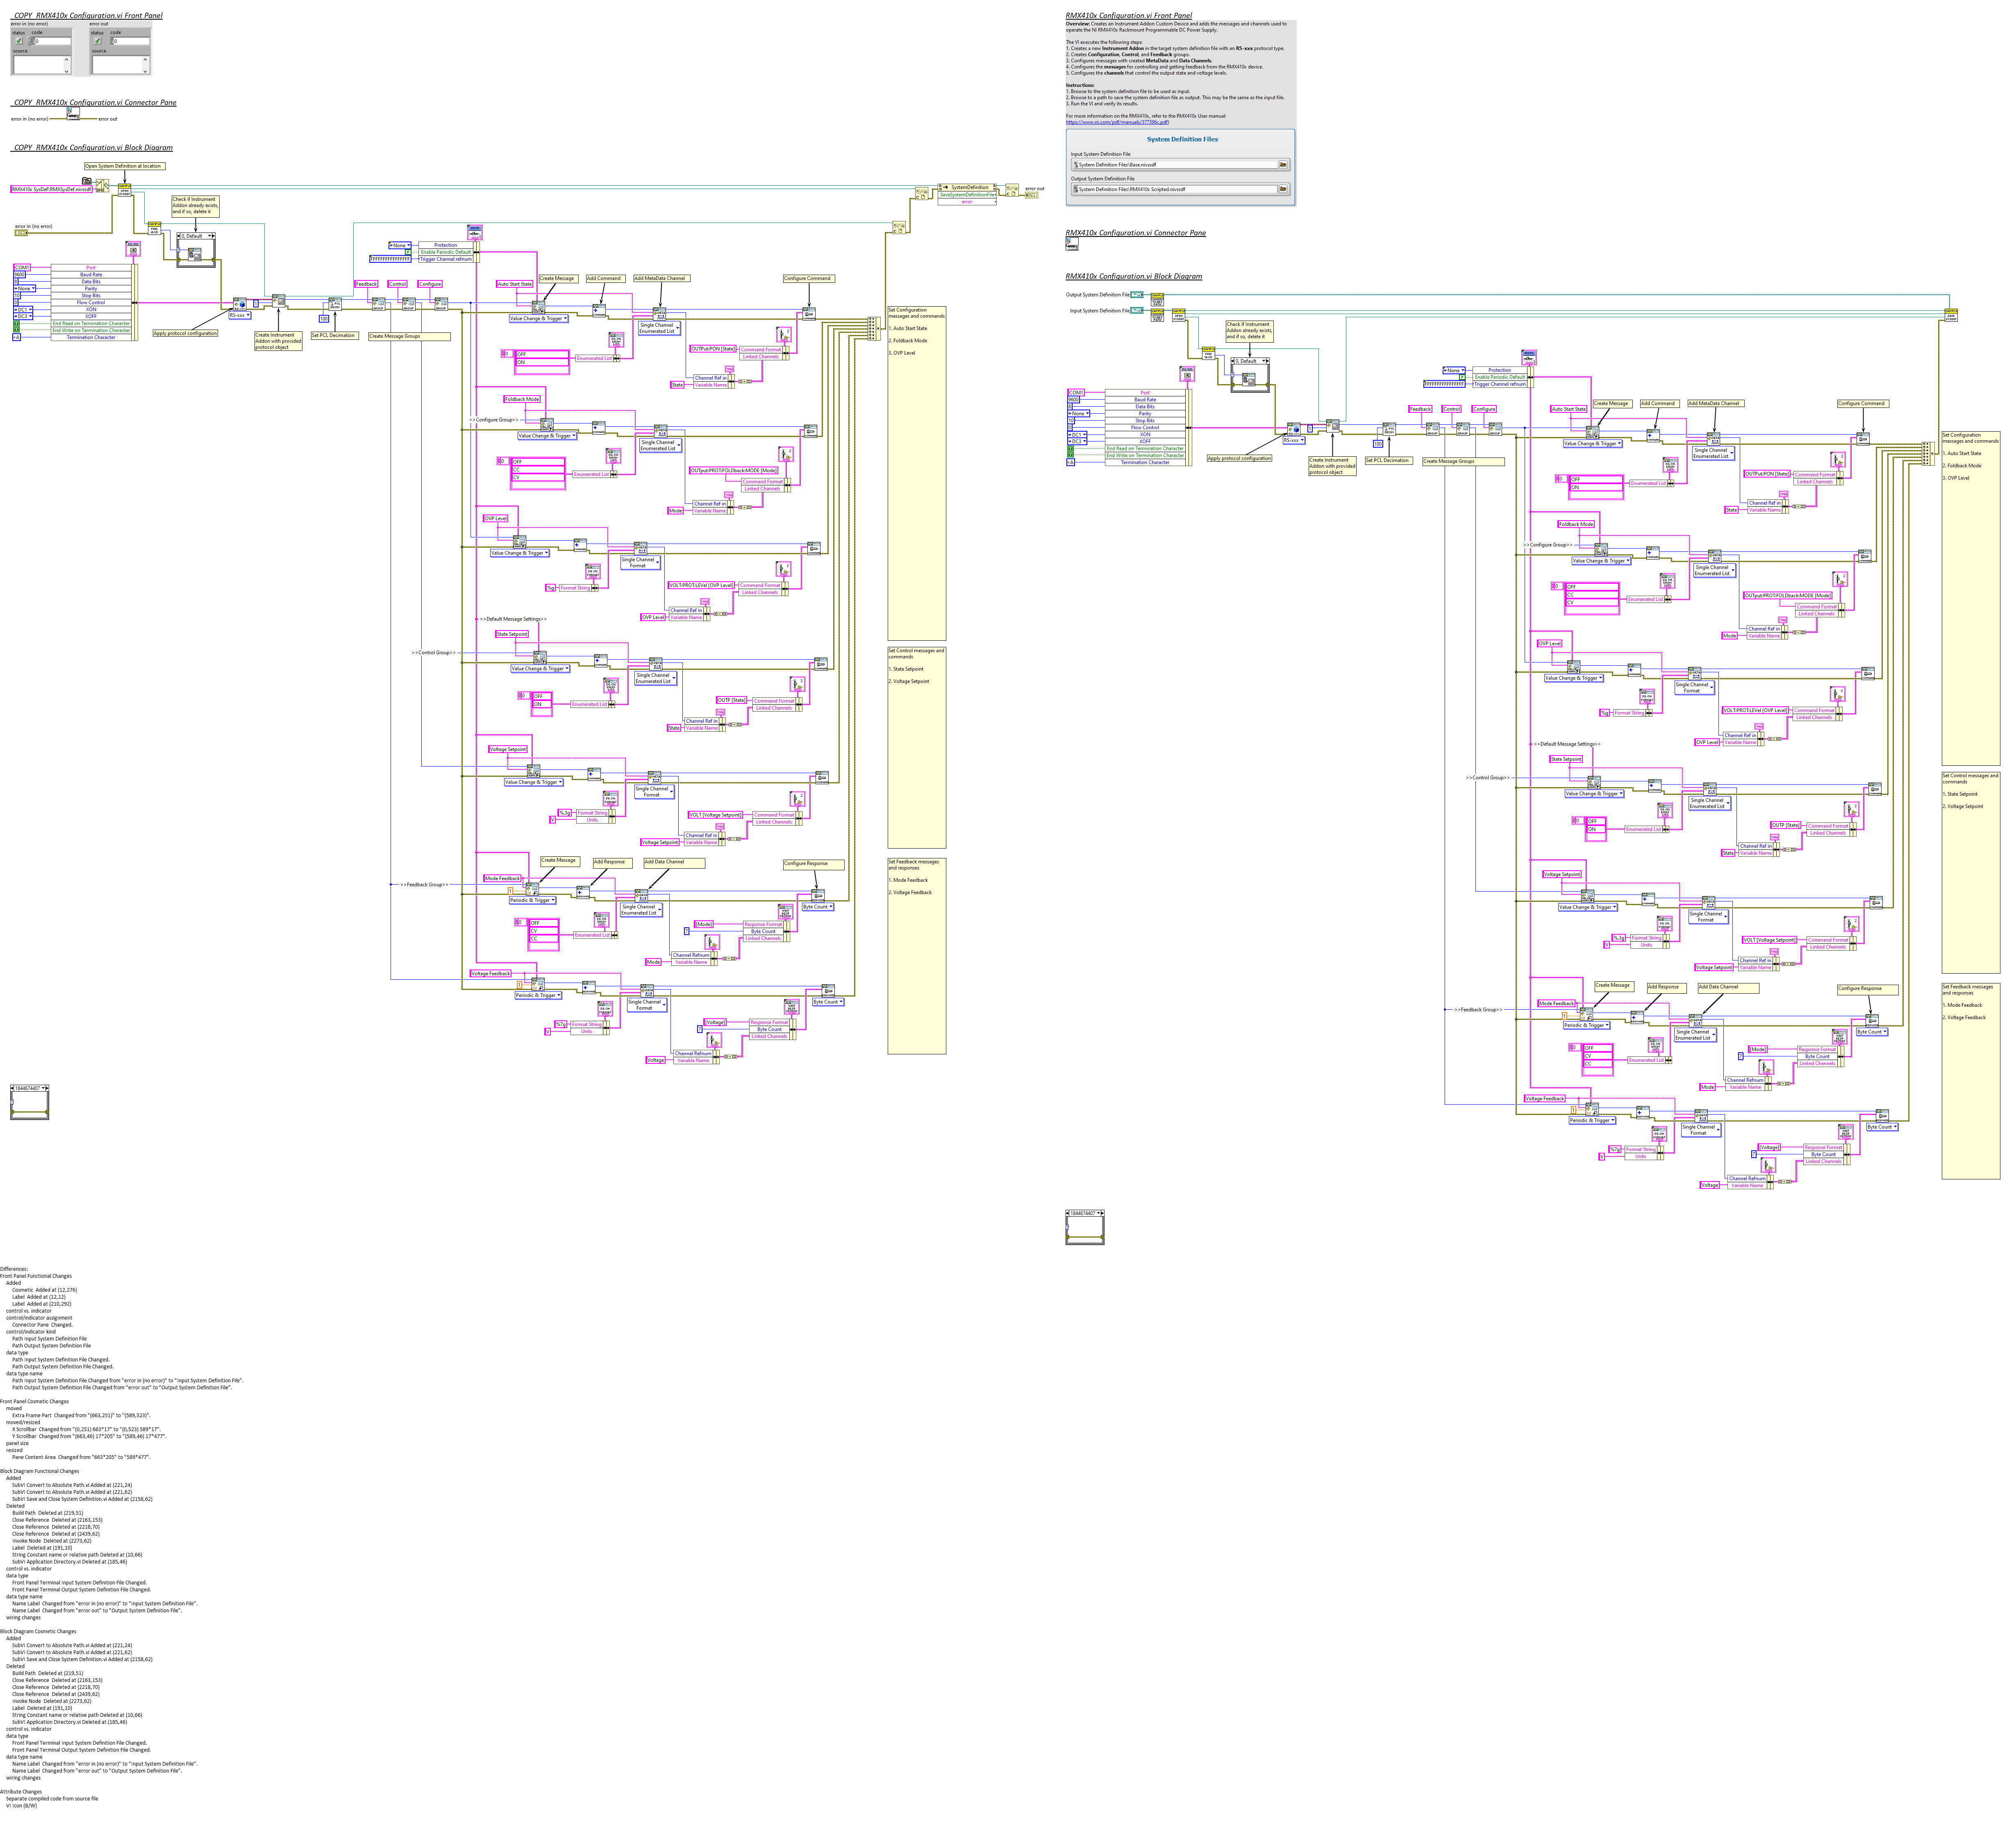 _COPY_RMX410x Configuration.vi Front Panel
error in (no error)
error out
status code
0
source
status code
0
source
_COPY_RMX410x Configuration.vi Connector Pane
error in (no error)
error out
_COPY_RMX410x Configuration.vi Block Diagram
Open System Definition at location
RMX410x SysDef\RMXSysDef.nivssdf
Check if Instrument
Addon already exists,
and if so, delete it
error in (no error)
0, Default
SystemDefinition
SaveSystemDefinitionFile
error
error out
None
Protection
Enable Periodic Default
Trigger Channel refnum
COM1
Port
9600
Baud Rate
8
Data Bits
None
Parity
10
Stop Bits
0
Flow Control
DC1
XON
DC3
XOFF
End Read on Termination Character
End Write on Termination Character
xA
Termination Character
RS-xxx
Apply protocol configuration
Create Instrument
Addon with provided
protocol object
100
Set PCL Decimation
Feedback
Control
Configure
Create Message Groups
Auto Start State
Create Message
Add Command
Add MetaData Channel
Configure Command
Value Change & Trigger
Single Channel
Enumerated List
OFF
ON
Enumerated List
OUTPut:PON [State]
Command Format
Linked Channels
Channel Ref in
State
Variable Name
Foldback Mode
>>Configure Group>>
Value Change & Trigger
Single Channel
Enumerated List
OFF
CC
CV
Enumerated List
OUTput:PROT:FOLDback:MODE [Mode]
Command Format
Linked Channels
Channel Ref in
Mode
Variable Name
OVP Level
Value Change & Trigger
Single Channel
Format
%g
Format String
VOLT:PROT:LEVel [OVP Level]
Command Format
Linked Channels
Channel Ref in
OVP Level
Variable Name
>>Default Message Settings>>
State Setpoint
>>Control Group>>
Value Change & Trigger
Single Channel
Enumerated List
OFF
ON
Enumerated List
OUTP [State]
Command Format
Linked Channels
Channel Ref in
State
Variable Name
Voltage Setpoint
Value Change & Trigger
Single Channel
Format
%.3g
Format String
V
Units
VOLT [Voltage Setpoint]
Command Format
Linked Channels
Channel Ref in
Voltage Setpoint
Variable Name
Create Message
Add Response
Add Data Channel
Configure Response
Mode Feedback
>>Feedback Group>>
1
Periodic & Trigger
Single Channel
Enumerated List
Byte Count
OFF
CV
CC
Enumerated List
[Mode]
Response Format
Byte Count
Linked Channels
Channel Refnum
Mode
Variable Name
Voltage Feedback
1
Periodic & Trigger
Single Channel
Format
Byte Count
%7g
Format String
V
Units
[Voltage]
Response Format
7
Byte Count
Linked Channels
Channel Refnum
Voltage
Variable Name
Set Configuration
messages and commands
1. Auto Start State
2. Foldback Mode
3. OVP Level
Set Control messages and
commands
1. State Setpoint
2. Voltage Setpoint
Set Feedback messages
and responses
1. Mode Feedback
2. Voltage Feedback
1844674407
RMX410x Configuration.vi Front Panel
Overview: Creates an Instrument Addon Custom Device and adds the messages and channels used to
operate the NI RMX410x Rackmount Programmable DC Power Supply.
The VI executes the following steps:
1. Creates a new Instrument Addon in the target system definition file with an RS-xxx protocol type.
2. Creates Configuration, Control, and Feedback groups.
3. Configures messages with created MetaData and Data Channels.
4. Configures the messages for controlling and getting feedback from the RMX410x device.
5. Configures the channels that control the output state and voltage levels.
Instructions:
1. Browse to the system definition file to be used as input.
2. Browse to a path to save the system definition file as output. This may be the same as the input file.
3. Run the VI and verify its results.
For more information on the RMX410x, refer to the RMX410x User manual:
https://www.ni.com/pdf/manuals/377396c.pdf)
System Definition Files
Input System Definition File
System Definition Files\Base.nivssdf
Output System Definition File
System Definition Files\RMX410x Scripted.nivssdf
RMX410x Configuration.vi Connector Pane
RMX410x Configuration.vi Block Diagram
Output System Definition File
Input System Definition File
Check if Instrument
Addon already exists,
and if so, delete it
0, Default
None
Protection
Enable Periodic Default
Trigger Channel refnum
COM1
Port
9600
Baud Rate
8
Data Bits
None
Parity
10
Stop Bits
0
Flow Control
DC1
XON
DC3
XOFF
End Read on Termination Character
End Write on Termination Character
xA
Termination Character
RS-xxx
Apply protocol configuration
Create Instrument
Addon with provided
protocol object
100
Set PCL Decimation
Feedback
Control
Configure
Create Message Groups
Auto Start State
Create Message
Add Command
Add MetaData Channel
Configure Command
Value Change & Trigger
Single Channel
Enumerated List
OFF
ON
Enumerated List
OUTPut:PON [State]
Command Format
Linked Channels
Channel Ref in
State
Variable Name
Foldback Mode
>>Configure Group>>
Value Change & Trigger
Single Channel
Enumerated List
OFF
CC
CV
Enumerated List
OUTput:PROT:FOLDback:MODE [Mode]
Command Format
Linked Channels
Channel Ref in
Mode
Variable Name
OVP Level
Value Change & Trigger
Single Channel
Format
%g
Format String
VOLT:PROT:LEVel [OVP Level]
Command Format
Linked Channels
Channel Ref in
OVP Level
Variable Name
>>Default Message Settings>>
State Setpoint
>>Control Group>>
Value Change & Trigger
Single Channel
Enumerated List
OFF
ON
Enumerated List
OUTP [State]
Command Format
Linked Channels
Channel Ref in
State
Variable Name
Voltage Setpoint
Value Change & Trigger
Single Channel
Format
%.3g
Format String
V
Units
VOLT [Voltage Setpoint]
Command Format
Linked Channels
Channel Ref in
Voltage Setpoint
Variable Name
Create Message
Add Response
Add Data Channel
Configure Response
Mode Feedback
>>Feedback Group>>
1
Periodic & Trigger
Single Channel
Enumerated List
Byte Count
OFF
CV
CC
Enumerated List
[Mode]
Response Format
Byte Count
Linked Channels
Channel Refnum
Mode
Variable Name
Voltage Feedback
1
Periodic & Trigger
Single Channel
Format
Byte Count
%7g
Format String
V
Units
[Voltage]
Response Format
7
Byte Count
Linked Channels
Channel Refnum
Voltage
Variable Name
Set Configuration
messages and commands
1. Auto Start State
2. Foldback Mode
3. OVP Level
Set Control messages and
commands
1. State Setpoint
2. Voltage Setpoint
Set Feedback messages
and responses
1. Mode Feedback
2. Voltage Feedback
1844674407
Differences:
Front Panel Functional Changes
Added
Cosmetic Added at (12,276)
Label Added at (12,12)
Label Added at (210,292)
control vs. indicator
control/indicator assignment
Connector Pane Changed.
control/indicator kind
Path Input System Definition File
Path Output System Definition File
data type
Path Input System Definition File Changed.
Path Output System Definition File Changed.
data type name
Path Input System Definition File Changed from "error in (no error)" to "Input System Definition File".
Path Output System Definition File Changed from "error out" to "Output System Definition File".
Front Panel Cosmetic Changes
moved
Extra Frame Part Changed from "(663,251)" to "(589,523)".
moved/resized
X Scrollbar Changed from "(0,251) 663*17" to "(0,523) 589*17".
Y Scrollbar Changed from "(663,46) 17*205" to "(589,46) 17*477".
panel size
resized
Pane Content Area Changed from "663*205" to "589*477".
Block Diagram Functional Changes
Added
SubVI Convert to Absolute Path.vi Added at (221,24)
SubVI Convert to Absolute Path.vi Added at (221,62)
SubVI Save and Close System Definition.vi Added at (2158,62)
Deleted
Build Path Deleted at (219,51)
Close Reference Deleted at (2163,153)
Close Reference Deleted at (2218,70)
Close Reference Deleted at (2439,62)
Invoke Node Deleted at (2273,62)
Label Deleted at (191,10)
String Constant name or relative path Deleted at (10,66)
SubVI Application Directory.vi Deleted at (185,46)
control vs. indicator
data type
Front Panel Terminal Input System Definition File Changed.
Front Panel Terminal Output System Definition File Changed.
data type name
Name Label Changed from "error in (no error)" to "Input System Definition File".
Name Label Changed from "error out" to "Output System Definition File".
wiring changes
Block Diagram Cosmetic Changes
Added
SubVI Convert to Absolute Path.vi Added at (221,24)
SubVI Convert to Absolute Path.vi Added at (221,62)
SubVI Save and Close System Definition.vi Added at (2158,62)
Deleted
Build Path Deleted at (219,51)
Close Reference Deleted at (2163,153)
Close Reference Deleted at (2218,70)
Close Reference Deleted at (2439,62)
Invoke Node Deleted at (2273,62)
Label Deleted at (191,10)
String Constant name or relative path Deleted at (10,66)
SubVI Application Directory.vi Deleted at (185,46)
control vs. indicator
data type
Front Panel Terminal Input System Definition File Changed.
Front Panel Terminal Output System Definition File Changed.
data type name
Name Label Changed from "error in (no error)" to "Input System Definition File".
Name Label Changed from "error out" to "Output System Definition File".
wiring changes
Attribute Changes
Separate compiled code from source file
VI icon (B/W)